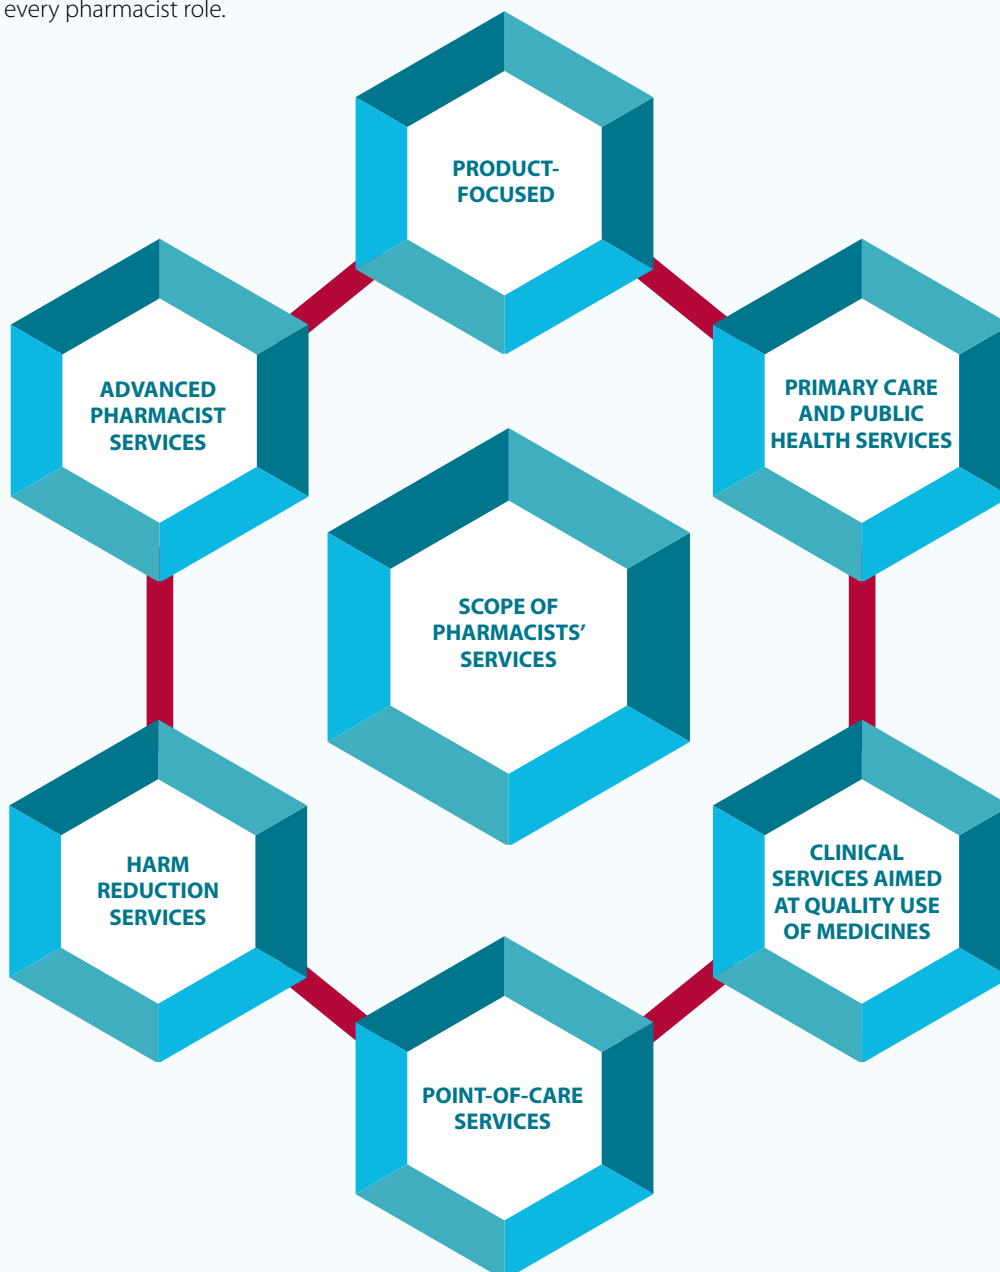 every pharmacist role.
PRODUCT-
FOCUSED
ADVANCED
PHARMACIST
SERVICES
PRIMARY CARE
AND PUBLIC
HEALTH SERVICES
SCOPE OF
PHARMACISTS’
SERVICES
HARM
REDUCTION
SERVICES
CLINICAL
SERVICES AIMED
AT QUALITY USE
OF MEDICINES
POINT-OF-CARE
SERVICES